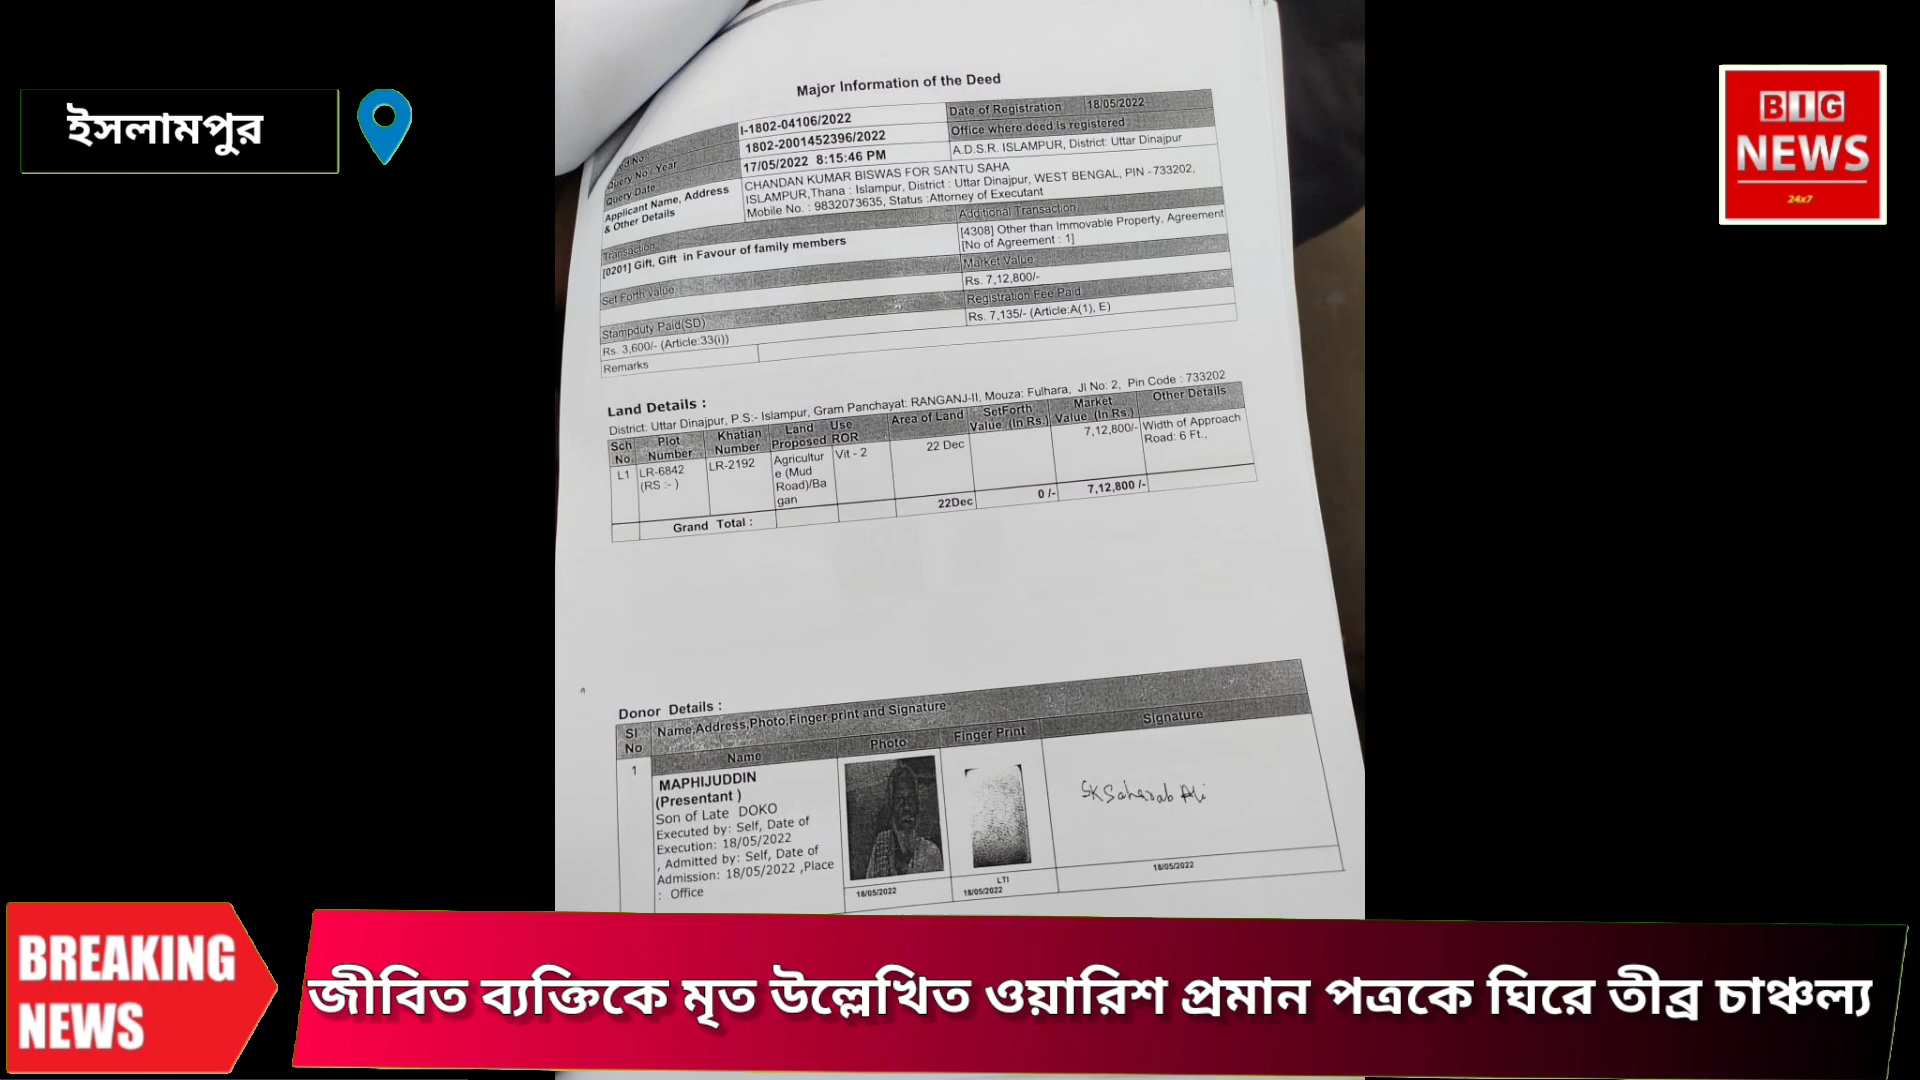 ইসলামপুর
BIG
NEWS
24x7
Major Information of the Deed
I-1802-04106/2022
Date of Registration 18/05/2022
Query No / Year 1802-2001452396/2022
Office where deed is registered
Query Date 17/05/2022 8:15:46 PM
A.D.S.R. ISLAMPUR, District: Uttar Dinajpur
Applicant Name, Address
& Other Details
CHANDAN KUMAR BISWAS FOR SANTU SAHA
ISLAMPUR,Thana : Islampur, District : Uttar Dinajpur, WEST BENGAL, PIN - 733202,
Mobile No. : 9832073635, Status :Attorney of Executant
Transaction
Additional Transaction
[0201] Gift, Gift in Favour of family members
[4308] Other than Immovable Property, Agreement
[No of Agreement : 1]
Set Forth value
Market Value
Rs. 7,12,800/-
Stampduty Paid(SD)
Registration Fee Paid
Rs. 3,600/- (Article:33(i))
Rs. 7,135/- (Article:A(1), E)
Remarks
Land Details :
District: Uttar Dinajpur, P.S:- Islampur, Gram Panchayat: RANGANJ-II, Mouza: Fulhara, Jl No: 2, Pin Code : 733202
Sch No
Plot Number
Khatian Number
Land Proposed
Use ROR
Area of Land
SetForth Value (In Rs.)
Market Value (In Rs.)
Other Details
L1
LR-6842
(RS :- )
LR-2192
Agricultur
e (Mud
Road)/Ba
gan
Vit - 2
22 Dec
7,12,800/-
Width of Approach
Road: 6 Ft.,
Grand Total :
22Dec
0 /-
7,12,800 /-
Donor Details :
Sl No
Name,Address,Photo,Finger print and Signature
1
Name
Photo
Finger Print
Signature
MAPHIJUDDIN
(Presentant )
Son of Late DOKO
Executed by: Self, Date of
Execution: 18/05/2022
, Admitted by: Self, Date of
Admission: 18/05/2022 ,Place
: Office
SK Saharab Ali
18/05/2022
LTI
18/05/2022
18/05/2022
BREAKING
NEWS
জীবিত ব্যক্তিকে মৃত উল্লেখিত ওয়ারিশ প্রমান পত্রকে ঘিরে তীব্র চাঞ্চল্য